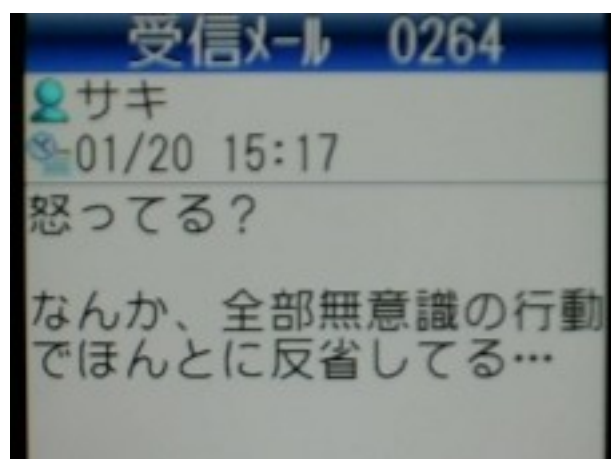 受信ﾒｰﾙ 0264
サキ
01/20 15:17
怒ってる？
なんか、全部無意識の行動
でほんとに反省してる…